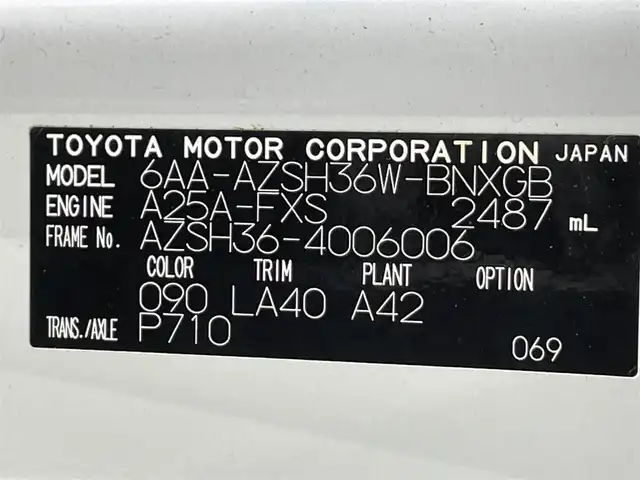 TOYOTA MOTOR CORPORATION JAPAN
MODEL 6AA-AZSH36W-BNXGB
ENGINE A25A-FXS 2487 mL
FRAME No. AZSH36-4006006
COLOR TRIM PLANT OPTION
090 LA40 A42
TRANS./AXLE P710
069